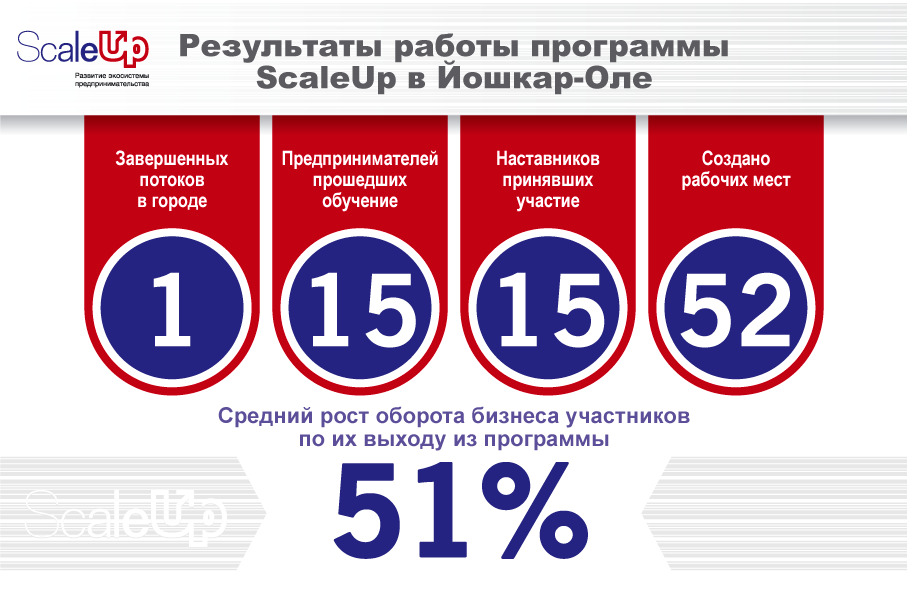 ScaleUp
Развитие экосистемы
предпринимательства
Результаты работы программы
ScaleUp в Йошкар-Оле
Завершенных
потоков
в городе
1
Предпринимателей
прошедших
обучение
15
Наставников
принявших
участие
15
Создано
рабочих мест
52
Средний рост оборота бизнеса участников
по их выходу из программы
51%
ScaleUp